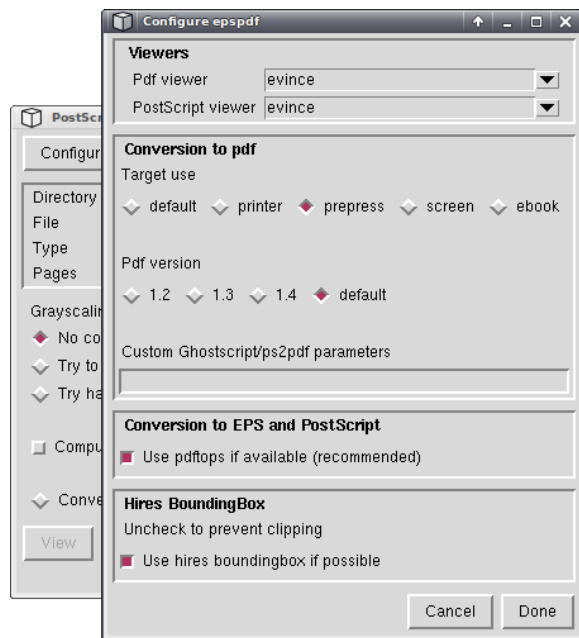 Configure epspdf
Viewers
Pdf viewer evince
PostScript viewer evince
Conversion to pdf
Target use
default printer prepress screen ebook
Pdf version
1.2 1.3 1.4 default
Custom Ghostscript/ps2pdf parameters
Conversion to EPS and PostScript
Use pdftops if available (recommended)
Hires BoundingBox
Uncheck to prevent clipping
Use hires boundingbox if possible
Cancel Done
PostScr
Configur
Directory
File
Type
Pages
Grayscalin
No co
Try to
Try ha
Compu
Conve
View